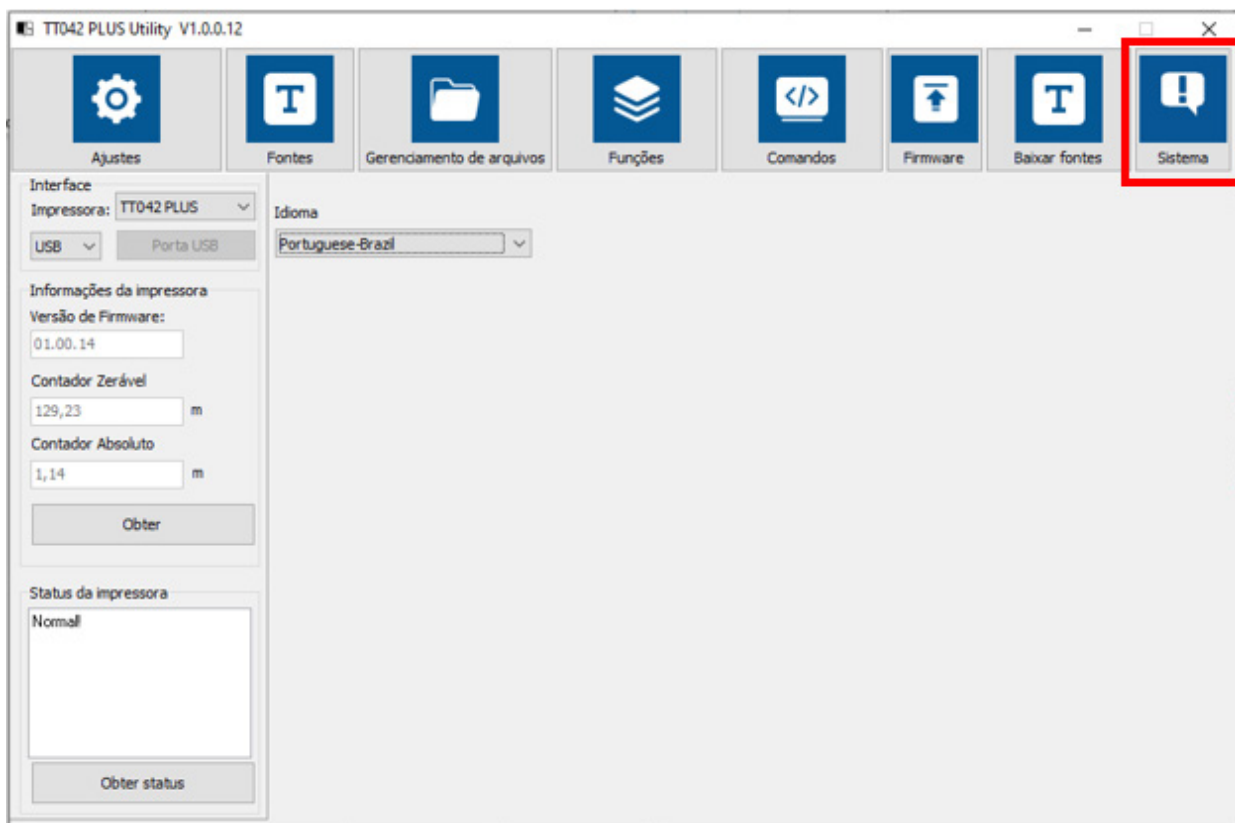 TT042 PLUS Utility V1.0.0.12
Ajustes
Fontes
Gerenciamento de arquivos
Funções
Comandos
Firmware
Baixar fontes
Sistema
Interface
Impressora: TT042 PLUS
USB Porta USB
Informações da impressora
Versão de Firmware:
01.00.14
Contador Zerável
129,23 m
Contador Absoluto
1,14 m
Obter
Status da impressora
Normal!
Obter status
Idioma
Portuguese-Brazil